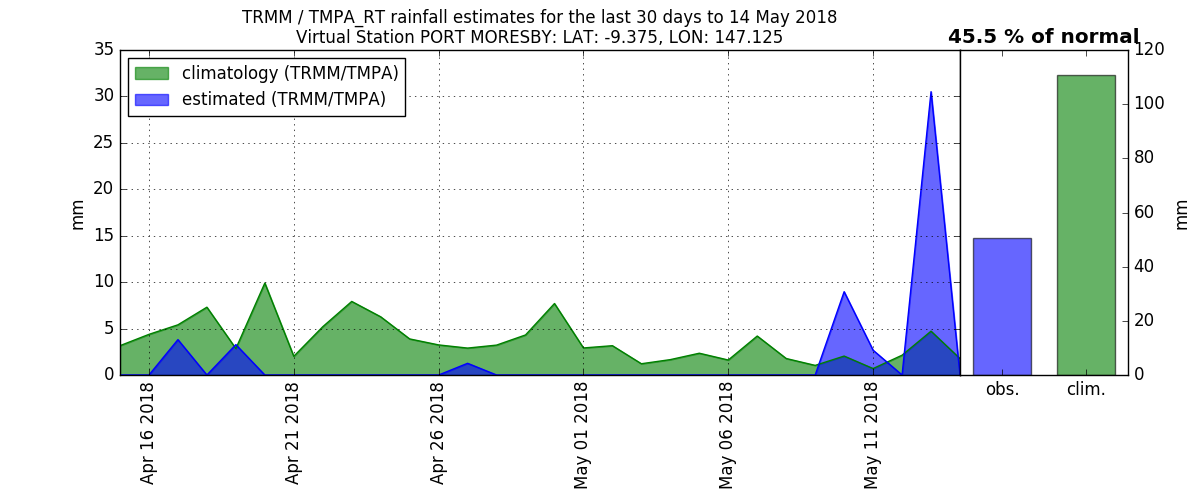 TRMM / TMPA_RT rainfall estimates for the last 30 days to 14 May 2018
Virtual Station PORT MORESBY: LAT: -9.375, LON: 147.125
45.5 % of normal
climatology (TRMM/TMPA)
estimated (TRMM/TMPA)
35
30
25
20
15
10
5
0
mm
Apr 16 2018
Apr 21 2018
Apr 26 2018
May 01 2018
May 06 2018
May 11 2018
120
100
80
60
40
20
0
mm
obs.
clim.